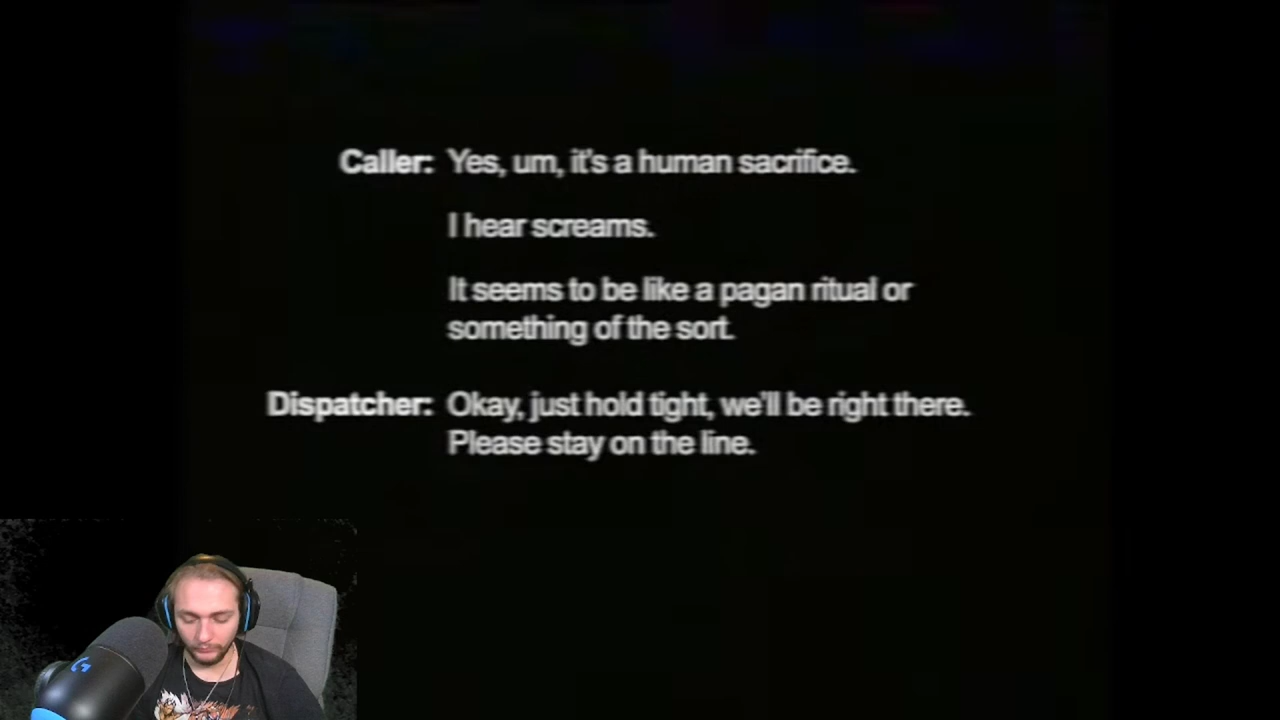 Caller: Yes, um, it's a human sacrifice.
I hear screams.
It seems to be like a pagan ritual or
something of the sort.
Dispatcher: Okay, just hold tight, we'll be right there.
Please stay on the line.